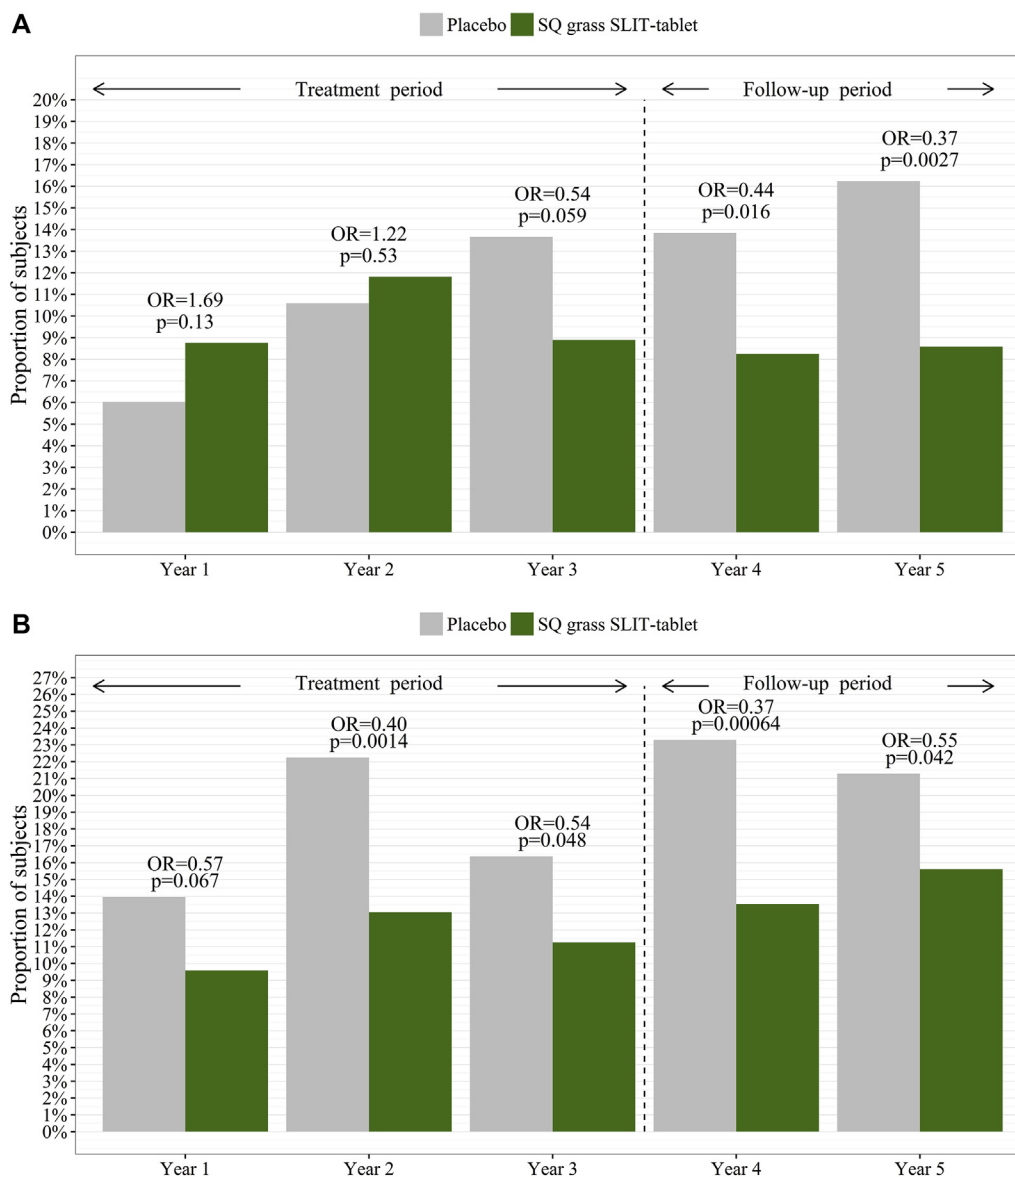 A
Placebo SQ grass SLIT-tablet
Treatment period Follow-up period
20%
19%
18%
17%
16%
15%
14%
13%
12%
11%
10%
9%
8%
7%
6%
5%
4%
3%
2%
1%
0%
Proportion of subjects
OR=1.69
p=0.13
OR=1.22
p=0.53
OR=0.54
p=0.059
OR=0.44
p=0.016
OR=0.37
p=0.0027
Year 1 Year 2 Year 3 Year 4 Year 5
B
Placebo SQ grass SLIT-tablet
Treatment period Follow-up period
27%
26%
25%
24%
23%
22%
21%
20%
19%
18%
17%
16%
15%
14%
13%
12%
11%
10%
9%
8%
7%
6%
5%
4%
3%
2%
1%
0%
Proportion of subjects
OR=0.57
p=0.067
OR=0.40
p=0.0014
OR=0.54
p=0.048
OR=0.37
p=0.00064
OR=0.55
p=0.042
Year 1 Year 2 Year 3 Year 4 Year 5